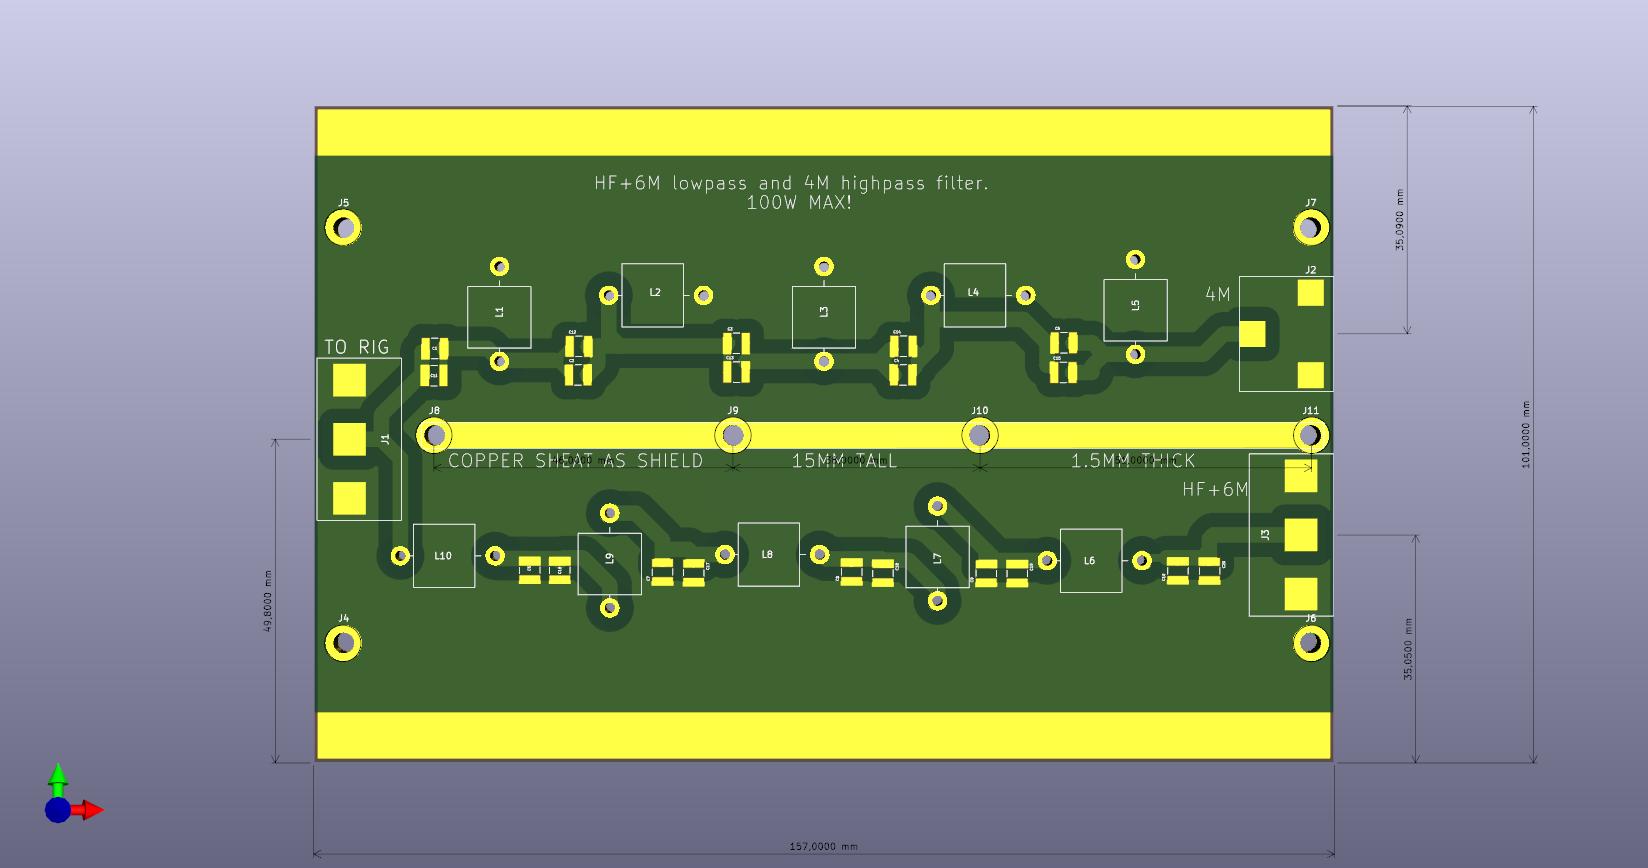 HF+6M lowpass and 4M highpass filter.
100W MAX!
J5
J7
35,0900 mm
J2
L2
L4
L1
L3
L5
4M
TO RIG
J1
J8
J9
J10
J11
COPPER SHEAT AS SHIELD
15MM TALL
1.5MM THICK
101,0000 mm
HF+6M
J3
L10
L9
L8
L7
L6
49,8000 mm
J4
J6
35,0500 mm
157,0000 mm